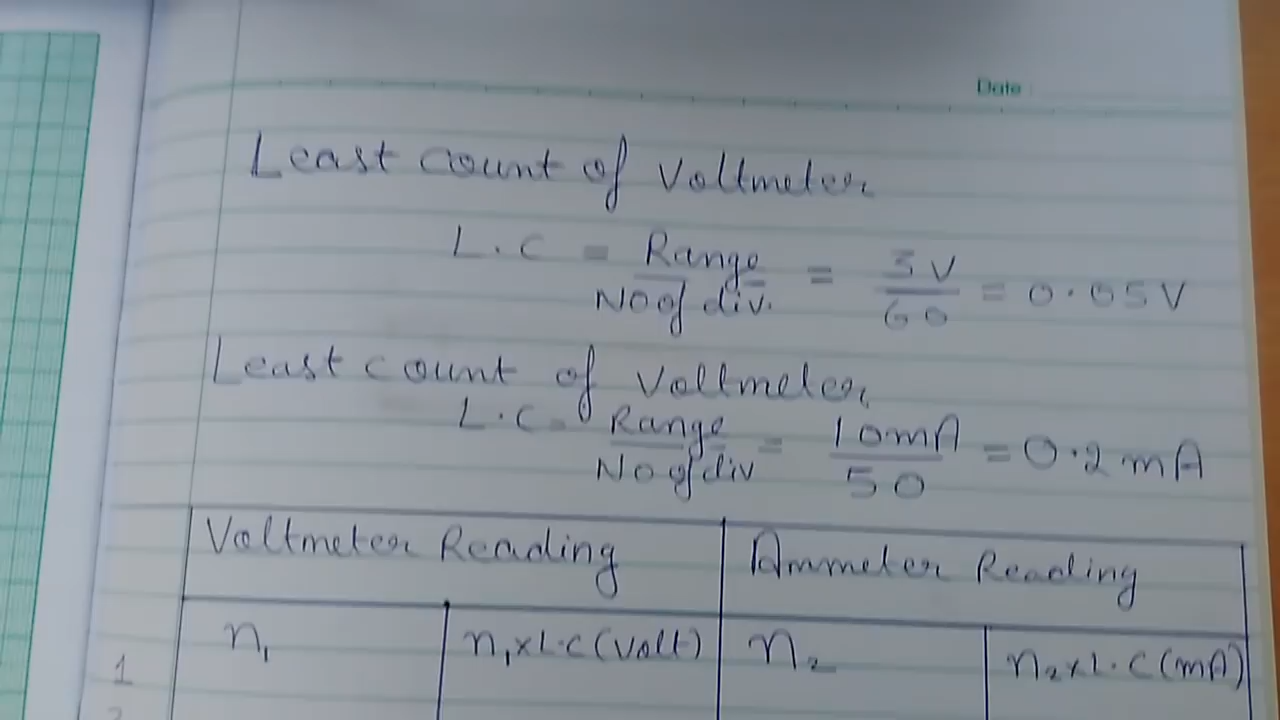 Date
Least count of Voltmeter
L.C = Range / No of div. = 3V / 60 = 0.05V
Least count of Voltmeter
L.C = Range / No of div = 10mA / 50 = 0.2 mA
Voltmeter Reading Ammeter Reading
n₁ n₁×L.C(Volt) n₂ n₂×L.C(mA)
1
2